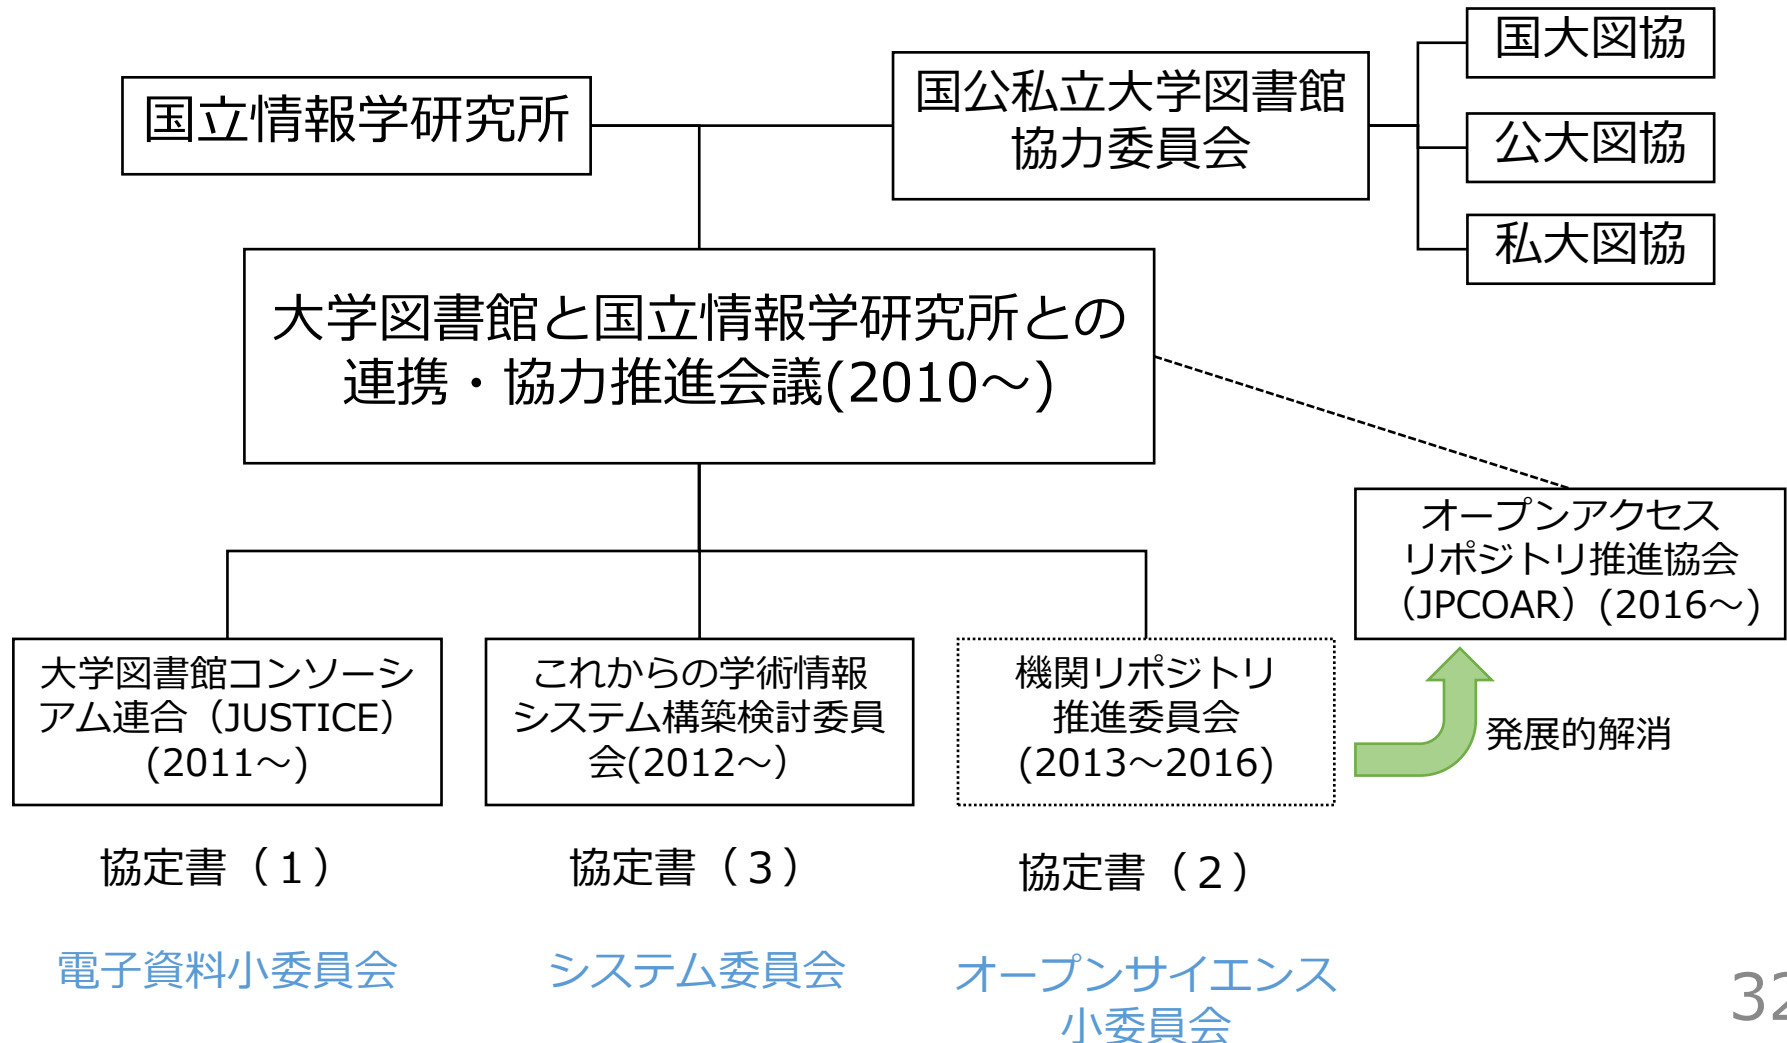 国大図協
国立情報学研究所
国公私立大学図書館
協力委員会
公大図協
私大図協
大学図書館と国立情報学研究所との
連携・協力推進会議(2010～)
オープンアクセス
リポジトリ推進協会
（JPCOAR）(2016～)
大学図書館コンソーシ
アム連合（JUSTICE）
(2011～)
これからの学術情報
システム構築検討委員
会(2012～）
機関リポジトリ
推進委員会
(2013～2016)
発展的解消
協定書（１）
協定書（３）
協定書（２）
電子資料小委員会
システム委員会
オープンサイエンス
小委員会
32